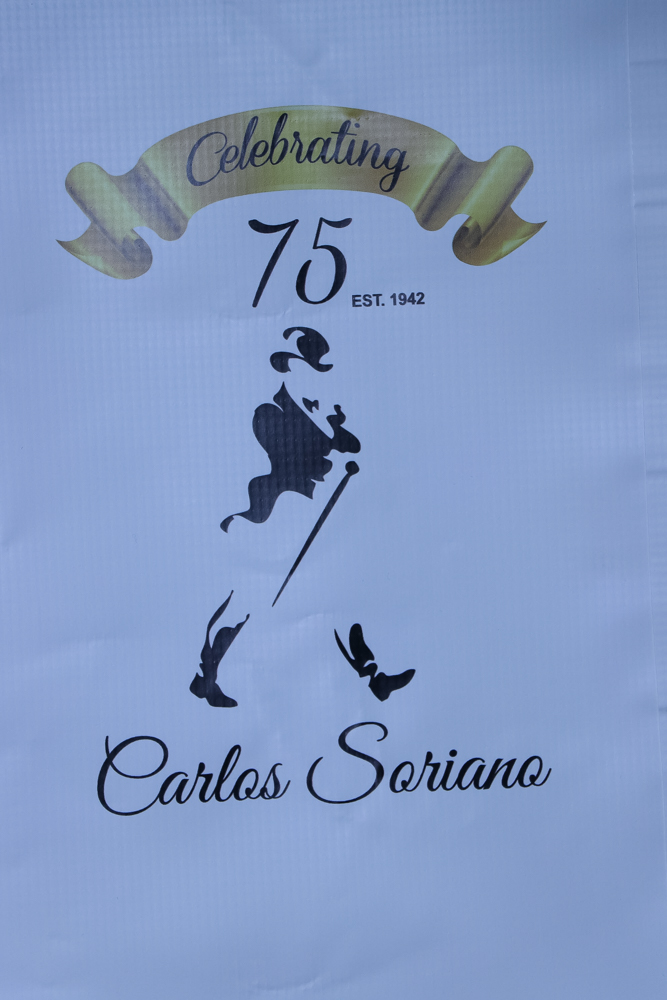 Celebrating
75
EST. 1942
Carlos Soriano